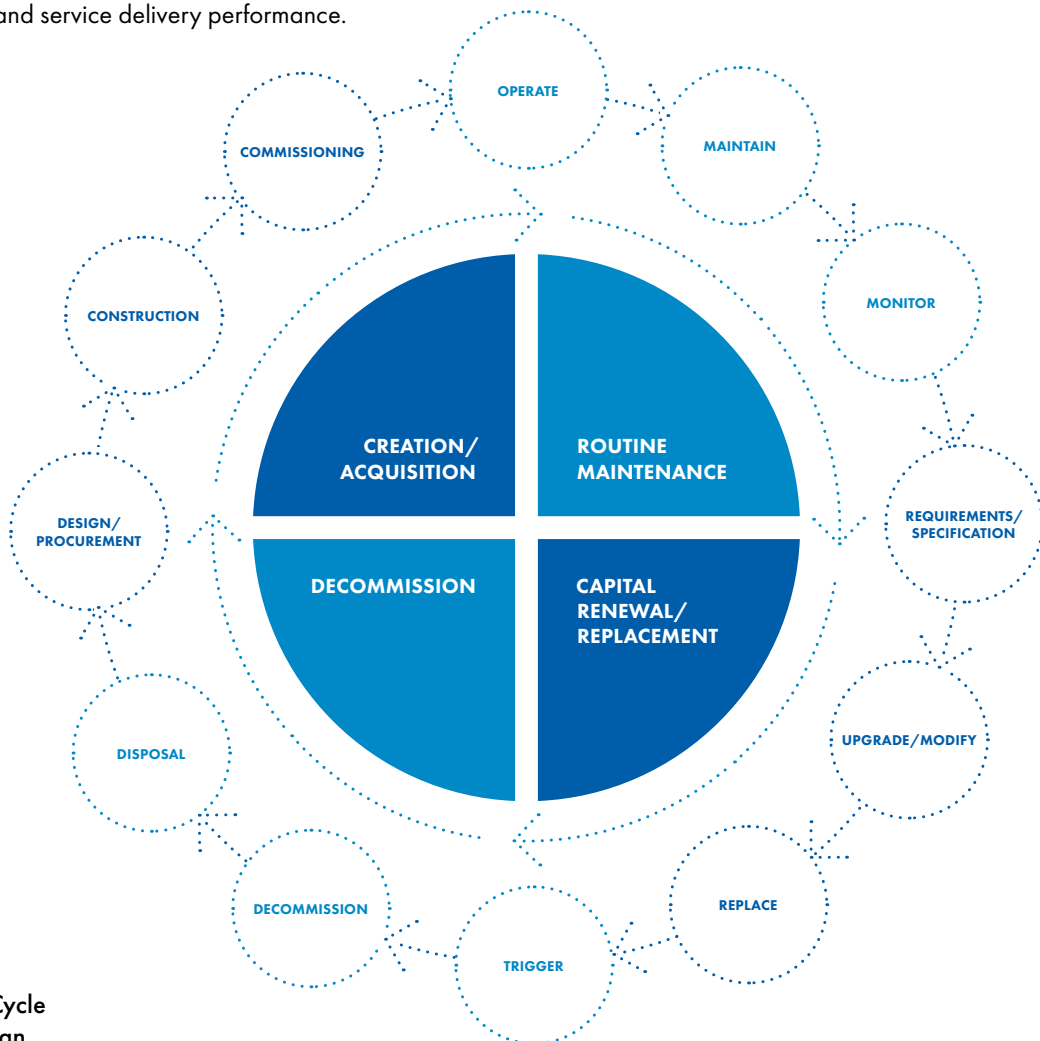 and service delivery performance.
OPERATE
COMMISSIONING
MAINTAIN
CONSTRUCTION
MONITOR
CREATION/
ACQUISITION
ROUTINE
MAINTENANCE
DESIGN/
PROCUREMENT
REQUIREMENTS/
SPECIFICATION
DECOMMISSION
CAPITAL
RENEWAL/
REPLACEMENT
DISPOSAL
UPGRADE/MODIFY
DECOMMISSION
REPLACE
TRIGGER
Cycle